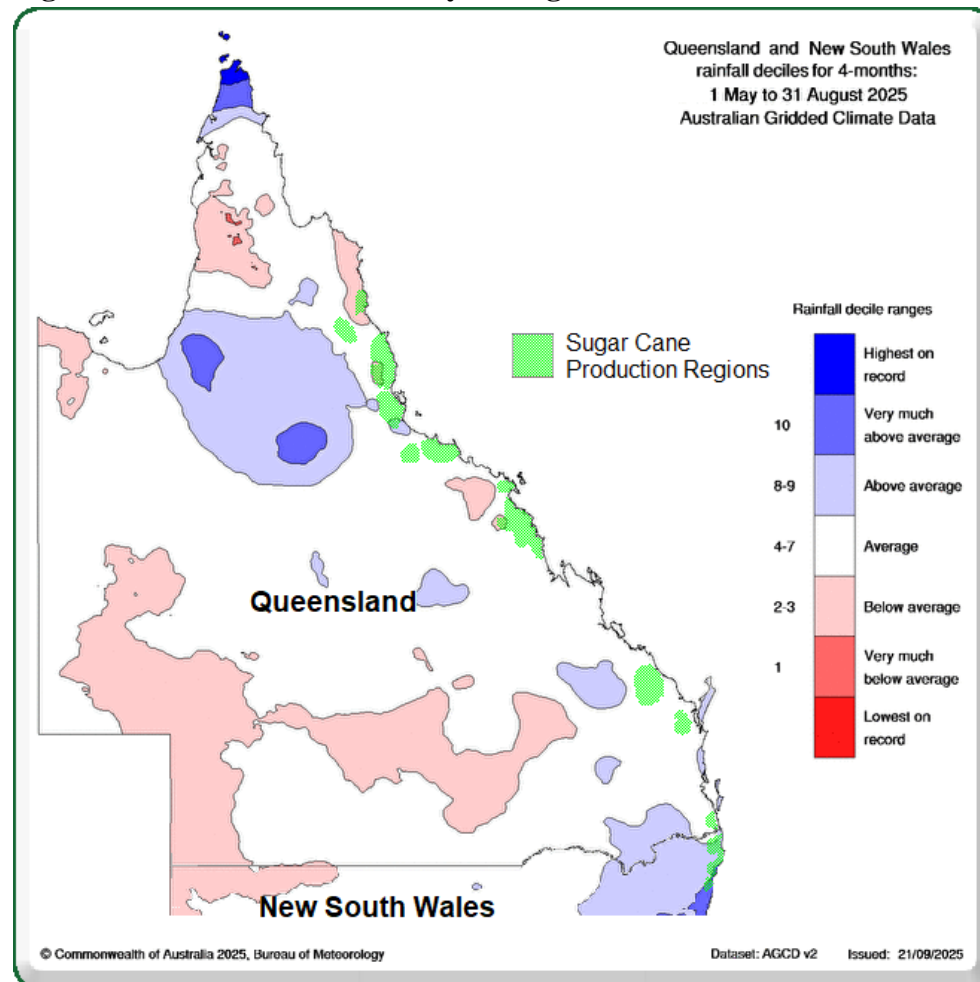 Queensland and New South Wales
rainfall deciles for 4-months:
1 May to 31 August 2025
Australian Gridded Climate Data
Rainfall decile ranges
Sugar Cane
Production Regions
Highest on
record
10
Very much
above average
8-9
Above average
4-7
Average
2-3
Below average
1
Very much
below average
Lowest on
record
Queensland
New South Wales
© Commonwealth of Australia 2025, Bureau of Meteorology
Dataset: AGCD v2
Issued: 21/09/2025